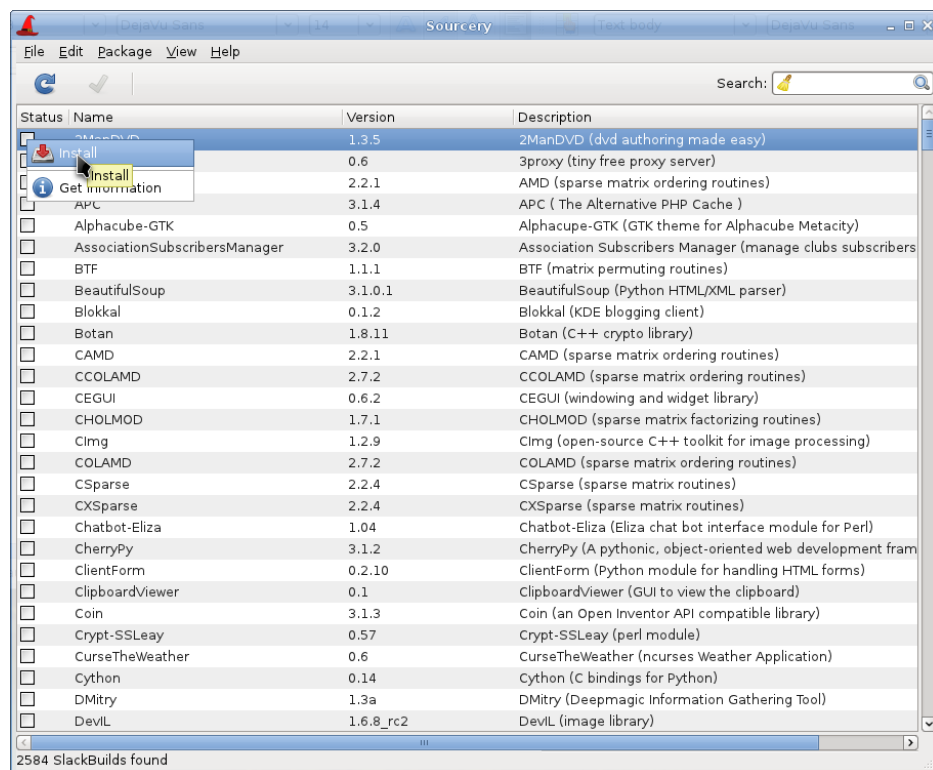 [DejaVu Sans [14 Sourcery [Text body [DejaVu Sans
File Edit Package View Help
Search:
Status Name Version Description
2ManDVD 1.3.5 2ManDVD (dvd authoring made easy)
Install
0.6 3proxy (tiny free proxy server)
Install
2.2.1 AMD (sparse matrix ordering routines)
Get Information
APC 3.1.4 APC ( The Alternative PHP Cache )
Alphacube-GTK 0.5 Alphacupe-GTK (GTK theme for Alphacube Metacity)
AssociationSubscribersManager 3.2.0 Association Subscribers Manager (manage clubs subscribers
BTF 1.1.1 BTF (matrix permuting routines)
BeautifulSoup 3.1.0.1 BeautifulSoup (Python HTML/XML parser)
Blokkal 0.1.2 Blokkal (KDE blogging client)
Botan 1.8.11 Botan (C++ crypto library)
CAMD 2.2.1 CAMD (sparse matrix ordering routines)
CCOLAMD 2.7.2 CCOLAMD (sparse matrix ordering routines)
CEGUI 0.6.2 CEGUI (windowing and widget library)
CHOLMOD 1.7.1 CHOLMOD (sparse matrix factorizing routines)
CImg 1.2.9 CImg (open-source C++ toolkit for image processing)
COLAMD 2.7.2 COLAMD (sparse matrix ordering routines)
CSparse 2.2.4 CSparse (sparse matrix routines)
CXSparse 2.2.4 CXSparse (sparse matrix routines)
Chatbot-Eliza 1.04 Chatbot-Eliza (Eliza chat bot interface module for Perl)
CherryPy 3.1.2 CherryPy (A pythonic, object-oriented web development fram
ClientForm 0.2.10 ClientForm (Python module for handling HTML forms)
ClipboardViewer 0.1 ClipboardViewer (GUI to view the clipboard)
Coin 3.1.3 Coin (an Open Inventor API compatible library)
Crypt-SSLeay 0.57 Crypt-SSLeay (perl module)
CurseTheWeather 0.6 CurseTheWeather (ncurses Weather Application)
Cython 0.14 Cython (C bindings for Python)
DMitry 1.3a DMitry (Deepmagic Information Gathering Tool)
DevIL 1.6.8_rc2 DevIL (image library)
2584 SlackBuilds found